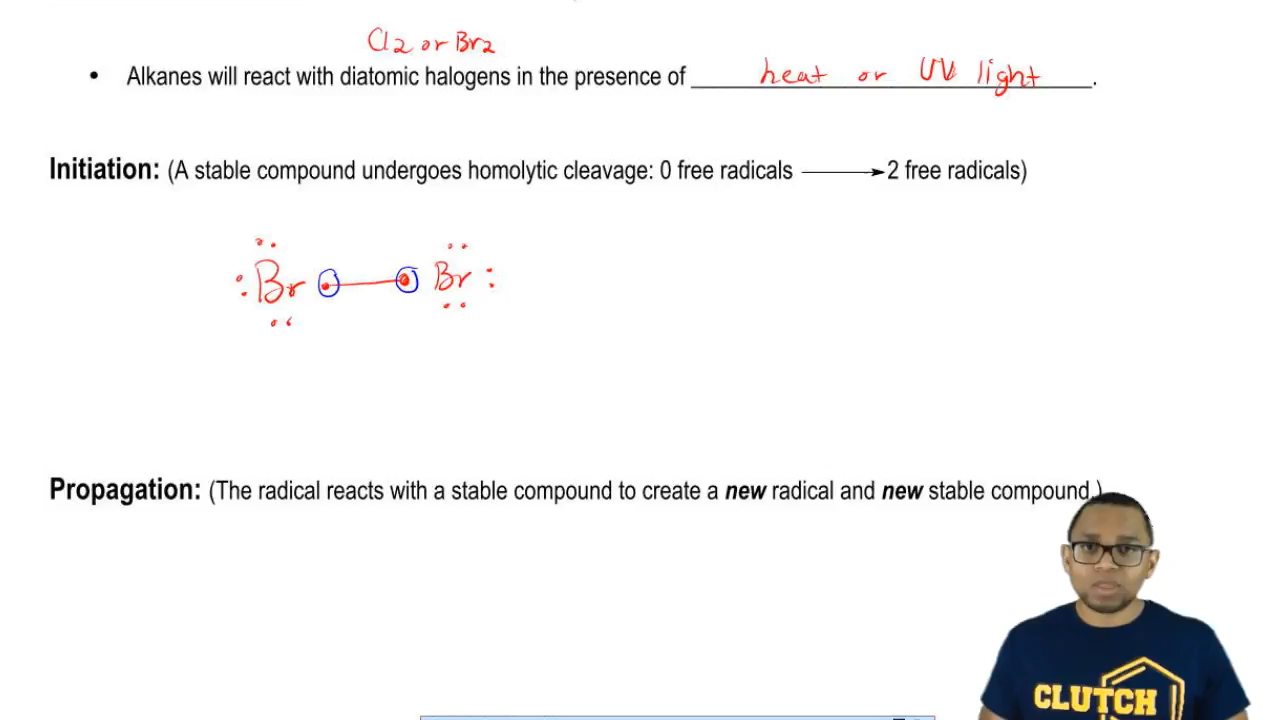 Cl2 or Br2
• Alkanes will react with diatomic halogens in the presence of heat or UV light.
Initiation: (A stable compound undergoes homolytic cleavage: 0 free radicals ⟶ 2 free radicals)
:Br — Br:
Propagation: (The radical reacts with a stable compound to create a new radical and new stable compound.)
CLUTCH